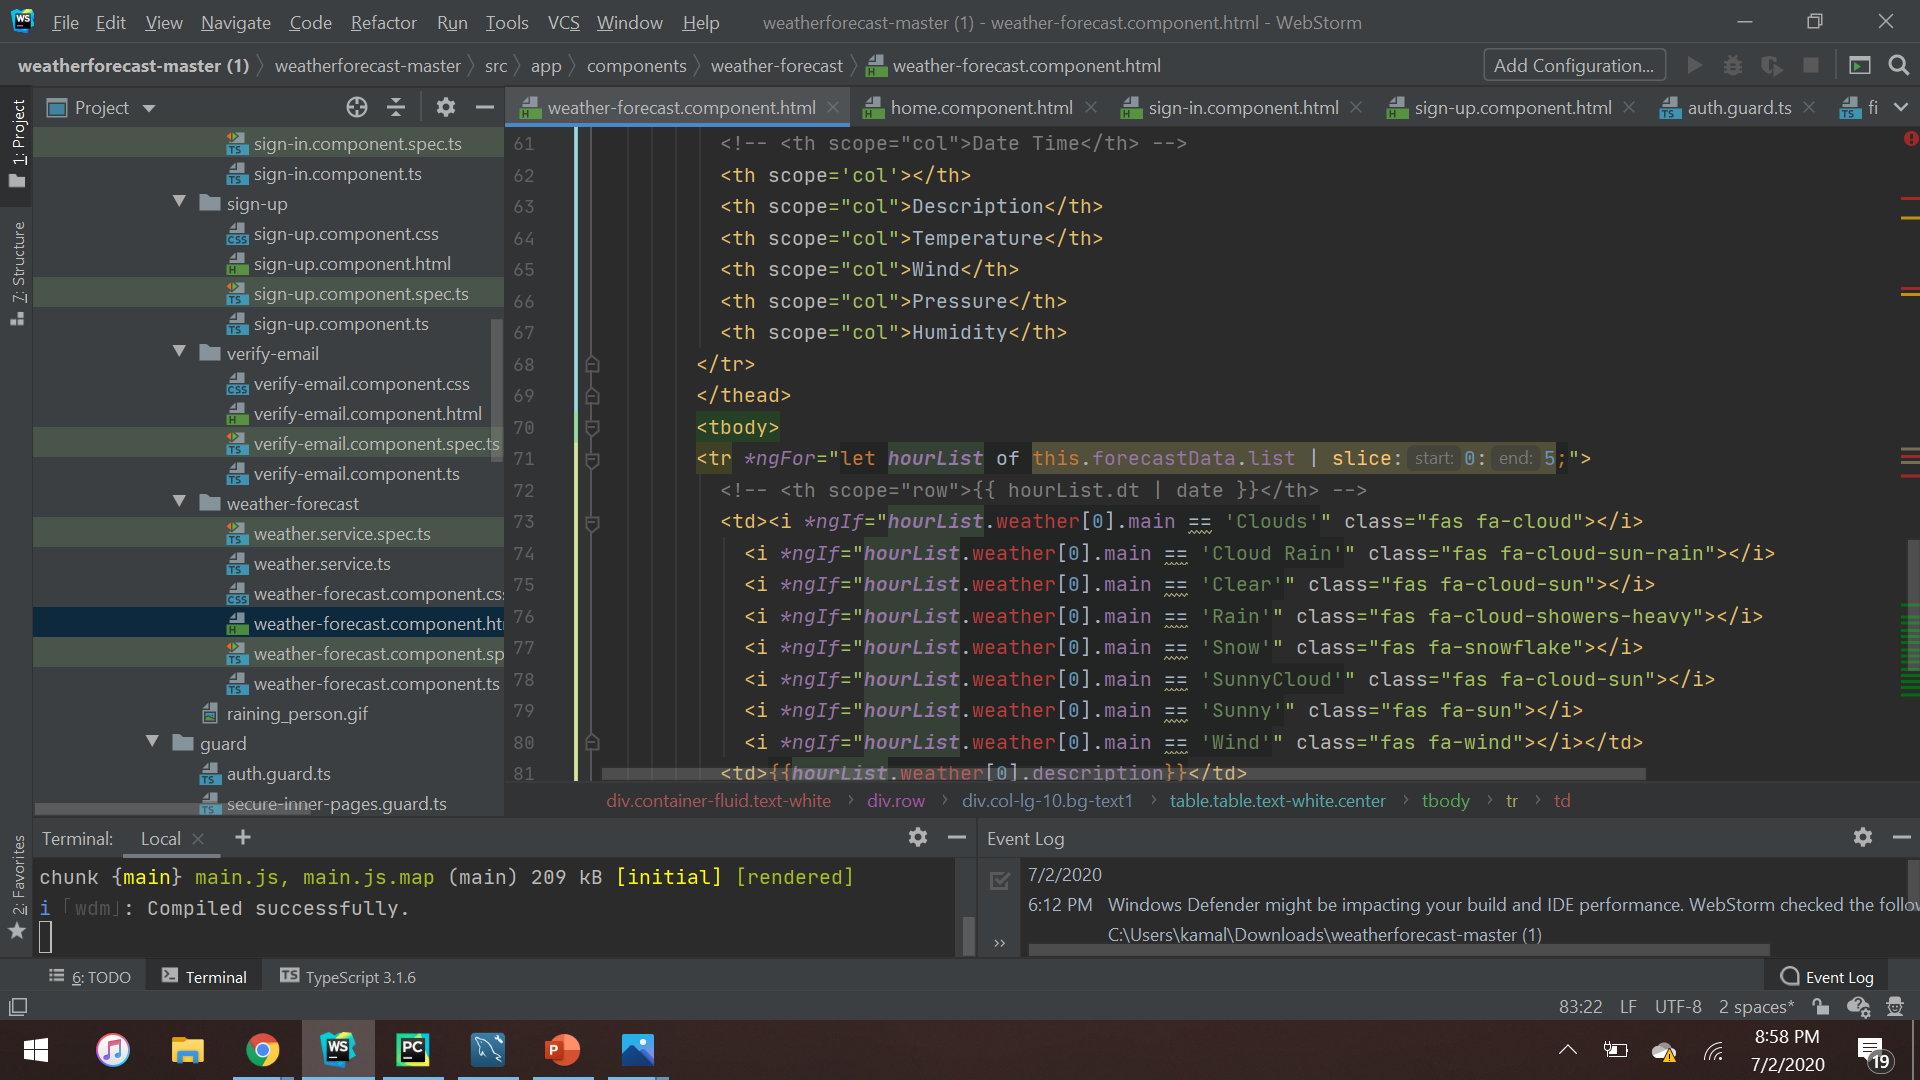 File Edit View Navigate Code Refactor Run Tools VCS Window Help weatherforecast-master (1) - weather-forecast.component.html - WebStorm
weatherforecast-master (1) weatherforecast-master src app components weather-forecast weather-forecast.component.html Add Configuration...
Project
weather-forecast.component.html home.component.html sign-in.component.html sign-up.component.html auth.guard.ts fi
1: Project
7: Structure
2: Favorites
sign-in.component.spec.ts
sign-in.component.ts
sign-up
sign-up.component.css
sign-up.component.html
sign-up.component.spec.ts
sign-up.component.ts
verify-email
verify-email.component.css
verify-email.component.html
verify-email.component.spec.ts
verify-email.component.ts
weather-forecast
weather.service.spec.ts
weather.service.ts
weather-forecast.component.cs
weather-forecast.component.ht
weather-forecast.component.sp
weather-forecast.component.ts
raining_person.gif
guard
auth.guard.ts
secure-inner-pages.guard.ts
61 <!-- <th scope="col">Date Time</th> -->
62 <th scope='col'></th>
63 <th scope="col">Description</th>
64 <th scope="col">Temperature</th>
65 <th scope="col">Wind</th>
66 <th scope="col">Pressure</th>
67 <th scope="col">Humidity</th>
68 </tr>
69 </thead>
70 <tbody>
71 <tr *ngFor="let hourList of this.forecastData.list | slice: start: 0: end: 5;">
72 <!-- <th scope="row">{{ hourList.dt | date }}</th> -->
73 <td><i *ngIf="hourList.weather[0].main == 'Clouds'" class="fas fa-cloud"></i>
74 <i *ngIf="hourList.weather[0].main == 'Cloud Rain'" class="fas fa-cloud-sun-rain"></i>
75 <i *ngIf="hourList.weather[0].main == 'Clear'" class="fas fa-cloud-sun"></i>
76 <i *ngIf="hourList.weather[0].main == 'Rain'" class="fas fa-cloud-showers-heavy"></i>
77 <i *ngIf="hourList.weather[0].main == 'Snow'" class="fas fa-snowflake"></i>
78 <i *ngIf="hourList.weather[0].main == 'SunnyCloud'" class="fas fa-cloud-sun"></i>
79 <i *ngIf="hourList.weather[0].main == 'Sunny'" class="fas fa-sun"></i>
80 <i *ngIf="hourList.weather[0].main == 'Wind'" class="fas fa-wind"></i></td>
81 <td>{{hourList.weather[0].description}}</td>
div.container-fluid.text-white div.row div.col-lg-10.bg-text1 table.table.text-white.center tbody tr td
Terminal: Local
chunk {main} main.js, main.js.map (main) 209 kB [initial] [rendered]
i 「wdm」: Compiled successfully.
Event Log
7/2/2020
6:12 PM Windows Defender might be impacting your build and IDE performance. WebStorm checked the follow
C:\Users\kamal\Downloads\weatherforecast-master (1)
6: TODO Terminal TypeScript 3.1.6 Event Log
83:22 LF UTF-8 2 spaces*
8:58 PM
7/2/2020
19